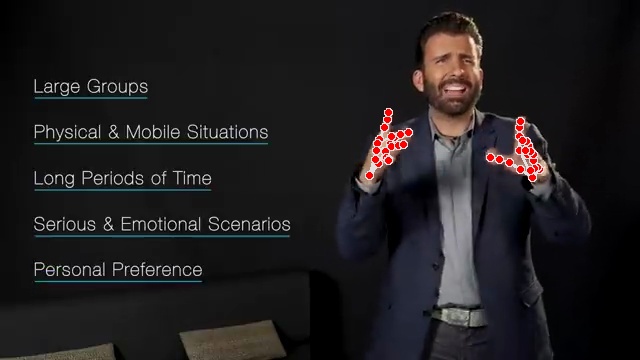 Large Groups
Physical & Mobile Situations
Long Periods of Time
Serious & Emotional Scenarios
Personal Preference